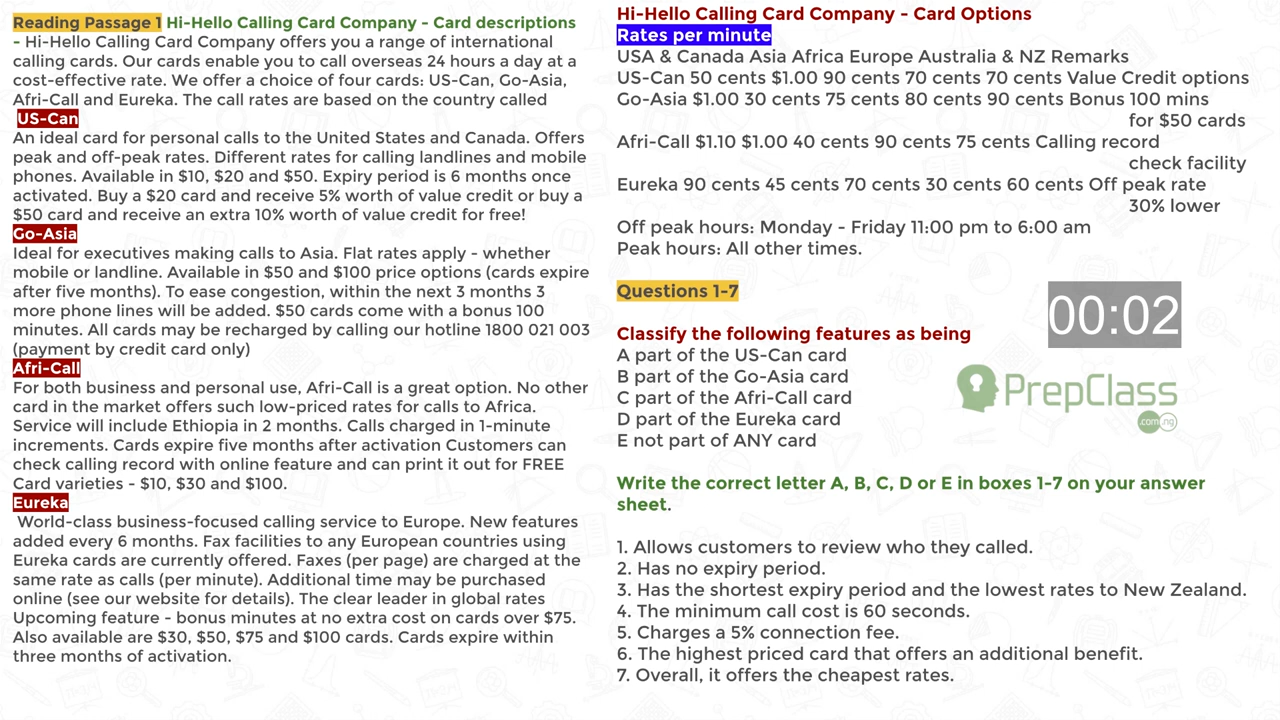 Reading Passage 1 Hi-Hello Calling Card Company - Card descriptions
- Hi-Hello Calling Card Company offers you a range of international
calling cards. Our cards enable you to call overseas 24 hours a day at a
cost-effective rate. We offer a choice of four cards: US-Can, Go-Asia,
Afri-Call and Eureka. The call rates are based on the country called
US-Can
An ideal card for personal calls to the United States and Canada. Offers
peak and off-peak rates. Different rates for calling landlines and mobile
phones. Available in $10, $20 and $50. Expiry period is 6 months once
activated. Buy a $20 card and receive 5% worth of value credit or buy a
$50 card and receive an extra 10% worth of value credit for free!
Go-Asia
Ideal for executives making calls to Asia. Flat rates apply - whether
mobile or landline. Available in $50 and $100 price options (cards expire
after five months). To ease congestion, within the next 3 months 3
more phone lines will be added. $50 cards come with a bonus 100
minutes. All cards may be recharged by calling our hotline 1800 021 003
(payment by credit card only)
Afri-Call
For both business and personal use, Afri-Call is a great option. No other
card in the market offers such low-priced rates for calls to Africa.
Service will include Ethiopia in 2 months. Calls charged in 1-minute
increments. Cards expire five months after activation Customers can
check calling record with online feature and can print it out for FREE
Card varieties - $10, $30 and $100.
Eureka
World-class business-focused calling service to Europe. New features
added every 6 months. Fax facilities to any European countries using
Eureka cards are currently offered. Faxes (per page) are charged at the
same rate as calls (per minute). Additional time may be purchased
online (see our website for details). The clear leader in global rates
Upcoming feature - bonus minutes at no extra cost on cards over $75.
Also available are $30, $50, $75 and $100 cards. Cards expire within
three months of activation.
Hi-Hello Calling Card Company - Card Options
Rates per minute
USA & Canada Asia Africa Europe Australia & NZ Remarks
US-Can 50 cents $1.00 90 cents 70 cents 70 cents Value Credit options
Go-Asia $1.00 30 cents 75 cents 80 cents 90 cents Bonus 100 mins
for $50 cards
Afri-Call $1.10 $1.00 40 cents 90 cents 75 cents Calling record
check facility
Eureka 90 cents 45 cents 70 cents 30 cents 60 cents Off peak rate
30% lower
Off peak hours: Monday - Friday 11:00 pm to 6:00 am
Peak hours: All other times.
Questions 1-7
00:02
Classify the following features as being
A part of the US-Can card
B part of the Go-Asia card
C part of the Afri-Call card
D part of the Eureka card
E not part of ANY card
PrepClass
.com.ng
Write the correct letter A, B, C, D or E in boxes 1-7 on your answer
sheet.
1. Allows customers to review who they called.
2. Has no expiry period.
3. Has the shortest expiry period and the lowest rates to New Zealand.
4. The minimum call cost is 60 seconds.
5. Charges a 5% connection fee.
6. The highest priced card that offers an additional benefit.
7. Overall, it offers the cheapest rates.